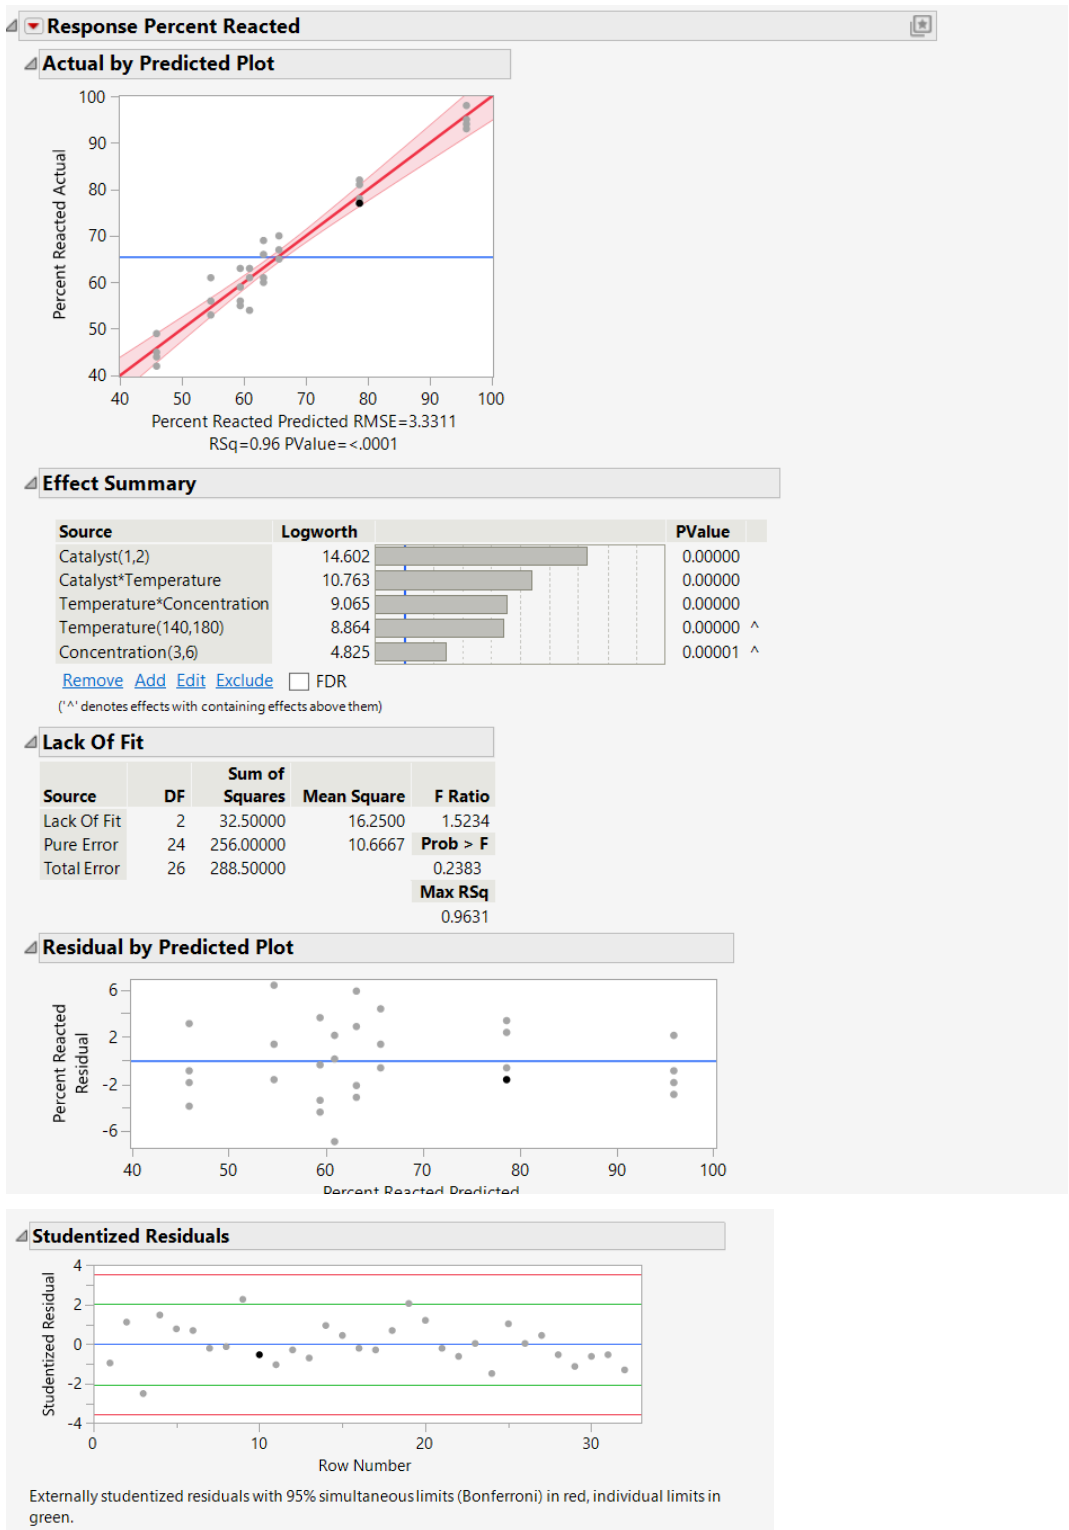 Response Percent Reacted
Actual by Predicted Plot
100
90
80
70
60
50
40
Percent Reacted Actual
40 50 60 70 80 90 100
Percent Reacted Predicted RMSE=3.3311
RSq=0.96 PValue=<.0001
Effect Summary
Source Logworth PValue
Catalyst(1,2) 14.602 0.00000
Catalyst*Temperature 10.763 0.00000
Temperature*Concentration 9.065 0.00000
Temperature(140,180) 8.864 0.00000 ^
Concentration(3,6) 4.825 0.00001 ^
Remove Add Edit Exclude FDR
('^' denotes effects with containing effects above them)
Lack Of Fit
Sum of
Source DF Squares Mean Square F Ratio
Lack Of Fit 2 32.50000 16.2500 1.5234
Pure Error 24 256.00000 10.6667 Prob > F
Total Error 26 288.50000 0.2383
Max RSq
0.9631
Residual by Predicted Plot
6
2
-2
-6
Percent Reacted
Residual
40 50 60 70 80 90 100
Percent Reacted Predicted
Studentized Residuals
4
2
0
-2
-4
Studentized Residual
0 10 20 30
Row Number
Externally studentized residuals with 95% simultaneous limits (Bonferroni) in red, individual limits in
green.